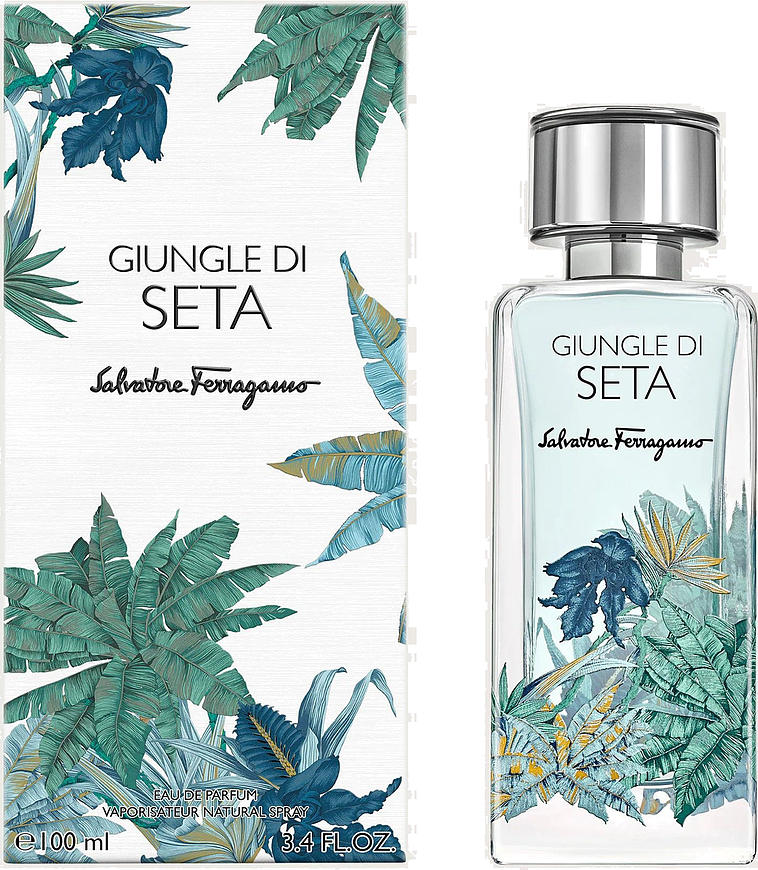 GIUNGLE DI
SETA
Salvatore Ferragamo
EAU DE PARFUM
VAPORISATEUR NATURAL SPRAY
℮100 ml 3.4 FL.OZ.
GIUNGLE DI
SETA
Salvatore Ferragamo